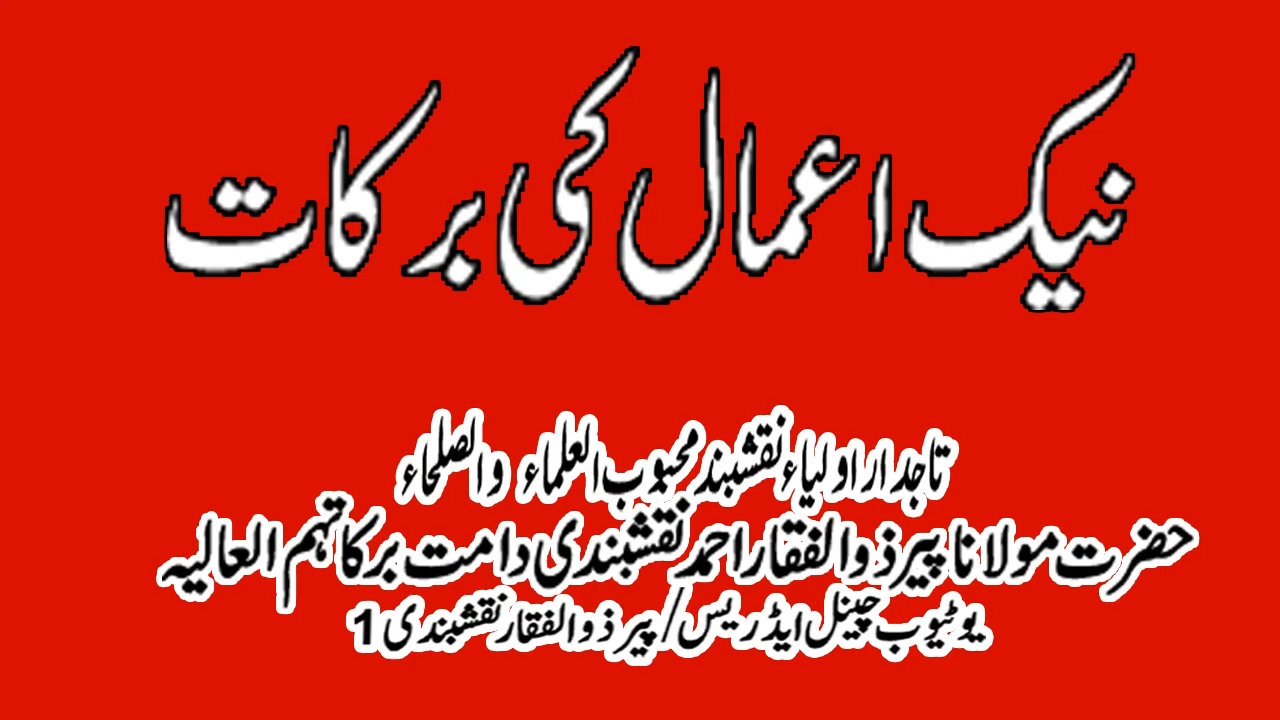 نیک اعمال کی برکات
تاجدار اولیاء نقشبند محبوب العلماء والصلحاء
حضرت مولانا پیر ذوالفقار احمد نقشبندی دامت برکاتہم العالیہ
یوٹیوب چینل ایڈریس/ پیر ذوالفقار نقشبندی 1